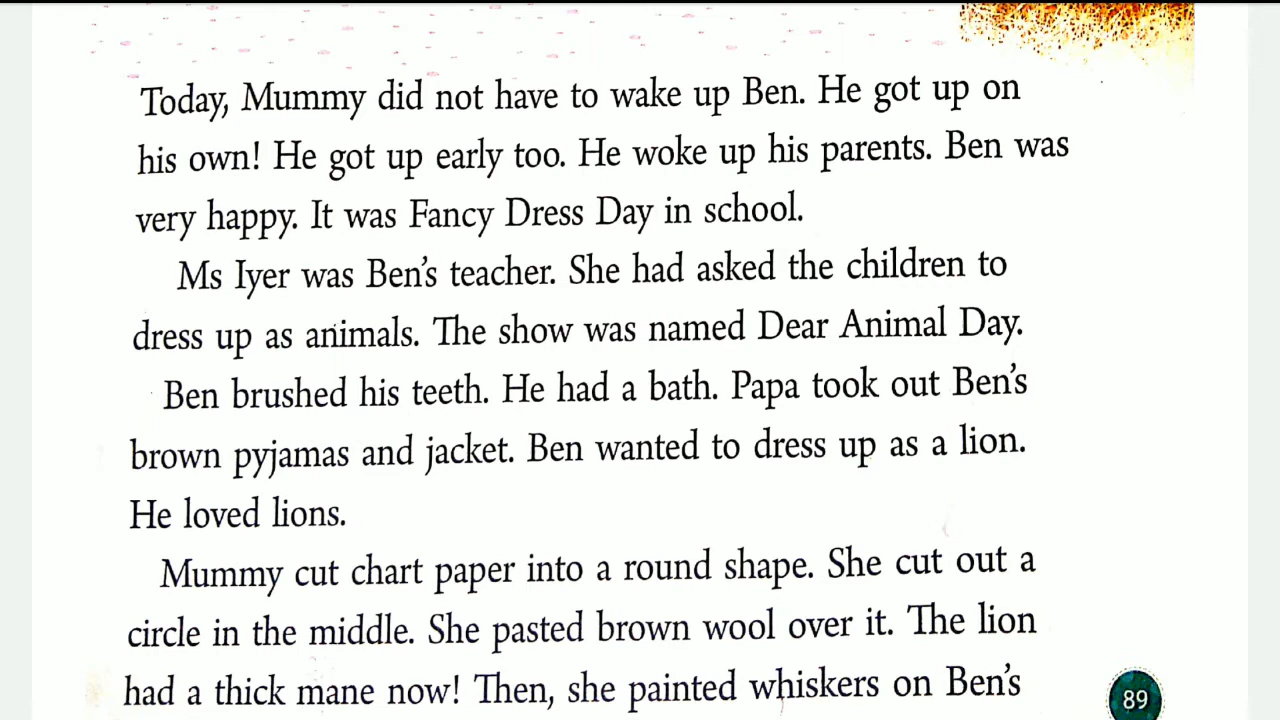 Today, Mummy did not have to wake up Ben. He got up on
his own! He got up early too. He woke up his parents. Ben was
very happy. It was Fancy Dress Day in school.
Ms Iyer was Ben's teacher. She had asked the children to
dress up as animals. The show was named Dear Animal Day.
Ben brushed his teeth. He had a bath. Papa took out Ben's
brown pyjamas and jacket. Ben wanted to dress up as a lion.
He loved lions.
Mummy cut chart paper into a round shape. She cut out a
circle in the middle. She pasted brown wool over it. The lion
had a thick mane now! Then, she painted whiskers on Ben's
89